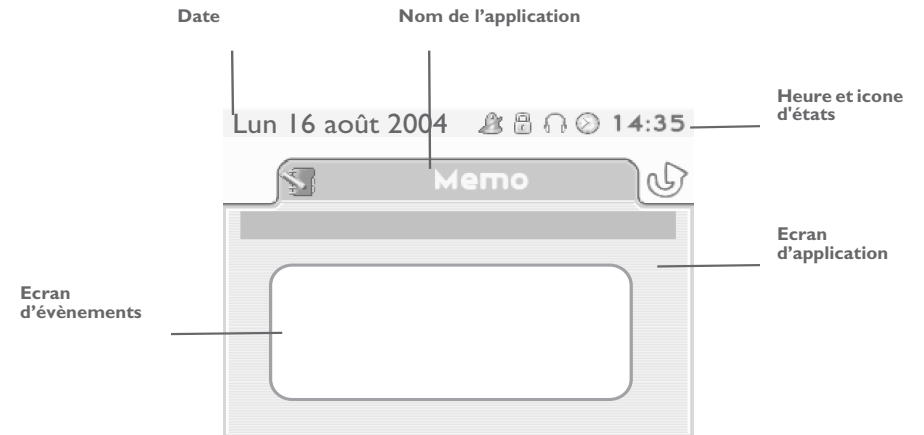 Date
Nom de l’application
Heure et icone
d'états
Lun 16 août 2004 14:35
Memo
Ecran
d’application
Ecran
d’évènements